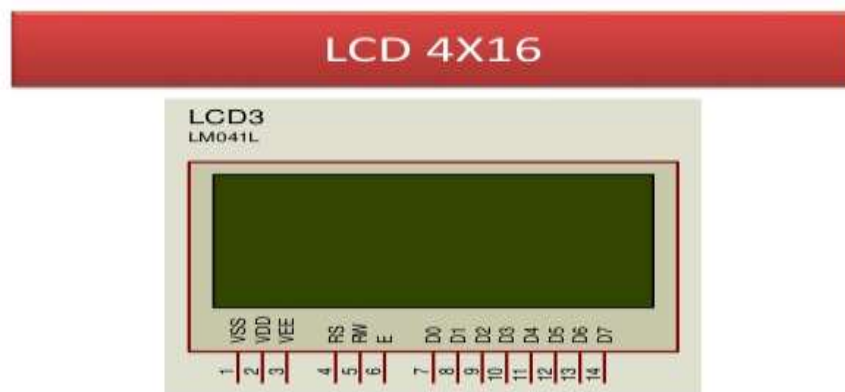 LCD 4X16
LCD3
LM041L
VSS VDD VEE RS RW E D0 D1 D2 D3 D4 D5 D6 D7
1 2 3 4 5 6 7 8 9 10 11 12 13 14